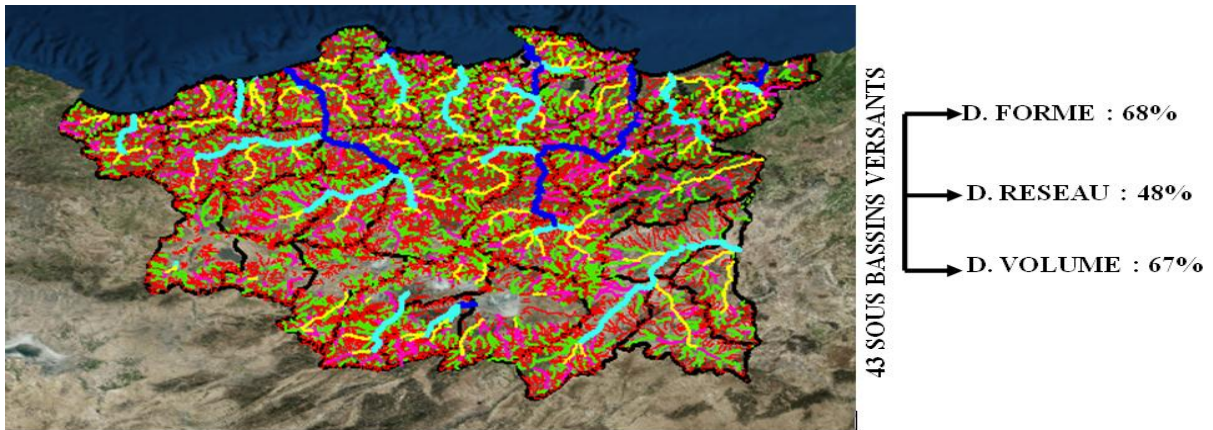 43 SOUS BASSINS VERSANTS
D. FORME : 68%
D. RESEAU : 48%
D. VOLUME : 67%